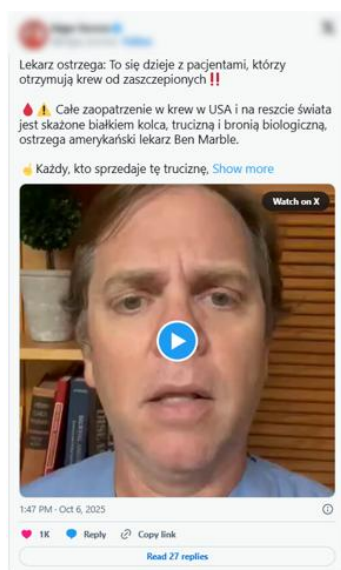 Lekarz ostrzega: To się dzieje z pacjentami, którzy
otrzymują krew od zaszczepionych ‼️
🩸⚠️ Całe zaopatrzenie w krew w USA i na reszcie świata
jest skażone białkiem kolca, trucizną i bronią biologiczną,
ostrzega amerykański lekarz Ben Marble.
☝️Każdy, kto sprzedaje tę truciznę, Show more
Watch on X
1:47 PM · Oct 6, 2025
1K Reply Copy link
Read 27 replies